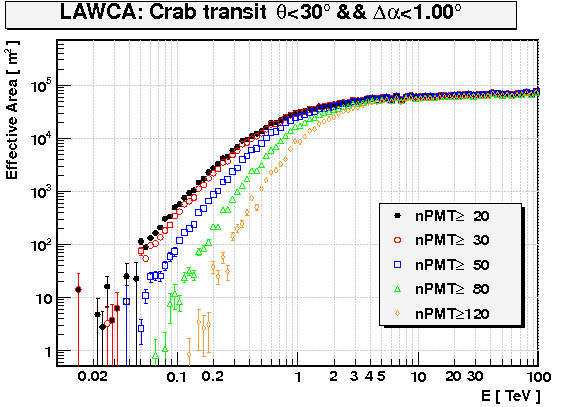 LAWCA: Crab transit θ<30° && Δα<1.00°
Effective Area [ m² ]
10⁵
10⁴
10³
10²
10
1
nPMT≥ 20
nPMT≥ 30
nPMT≥ 50
nPMT≥ 80
nPMT≥120
0.02 0.1 0.2 1 2 3 4 5 10 20 30 100
E [ TeV ]